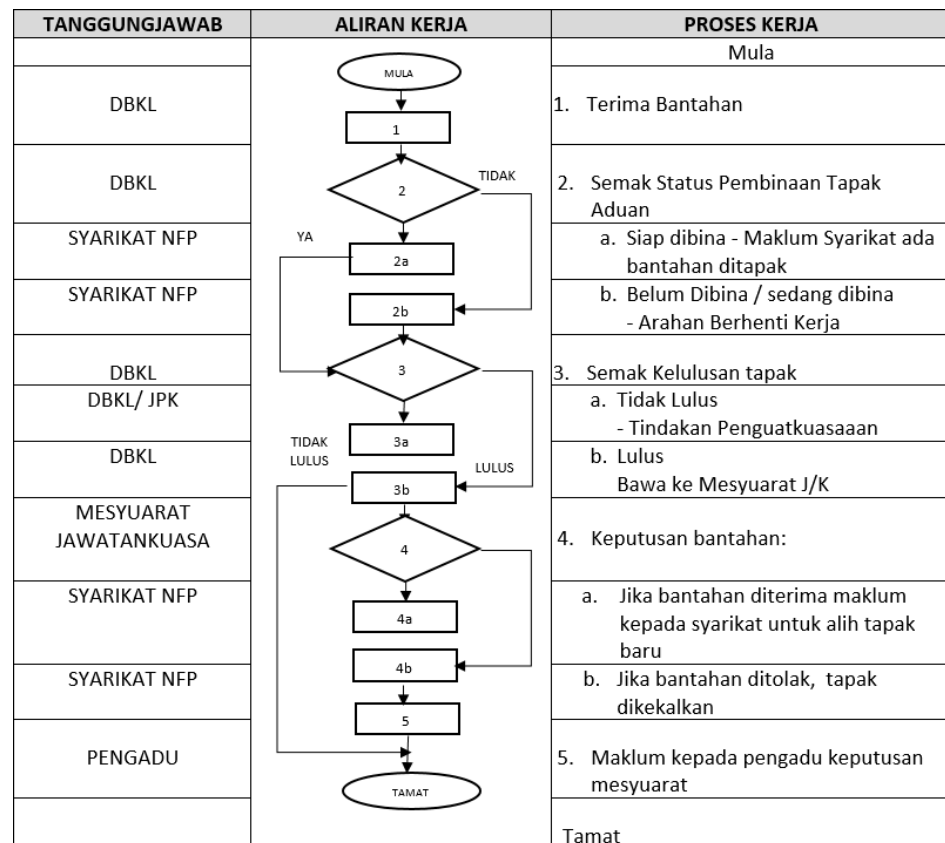 TANGGUNGJAWAB
ALIRAN KERJA
PROSES KERJA
Mula
MULA
DBKL
1
1. Terima Bantahan
DBKL
2
TIDAK
2. Semak Status Pembinaan Tapak
Aduan
SYARIKAT NFP
YA
2a
a. Siap dibina - Maklum Syarikat ada
bantahan ditapak
SYARIKAT NFP
2b
b. Belum Dibina / sedang dibina
- Arahan Berhenti Kerja
DBKL
3
3. Semak Kelulusan tapak
DBKL/ JPK
3a
a. Tidak Lulus
- Tindakan Penguatkuasaaan
TIDAK
LULUS
DBKL
3b
LULUS
b. Lulus
Bawa ke Mesyuarat J/K
MESYUARAT
JAWATANKUASA
4
4. Keputusan bantahan:
SYARIKAT NFP
4a
a. Jika bantahan diterima maklum
kepada syarikat untuk alih tapak
baru
SYARIKAT NFP
4b
b. Jika bantahan ditolak, tapak
dikekalkan
5
PENGADU
5. Maklum kepada pengadu keputusan
mesyuarat
TAMAT
Tamat